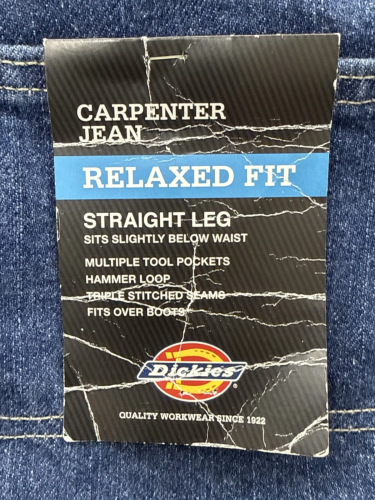 CARPENTER
JEAN
RELAXED FIT
STRAIGHT LEG
SITS SLIGHTLY BELOW WAIST
MULTIPLE TOOL POCKETS
HAMMER LOOP
TRIPLE STITCHED SEAMS
FITS OVER BOOTS
Dickies
QUALITY WORKWEAR SINCE 1922